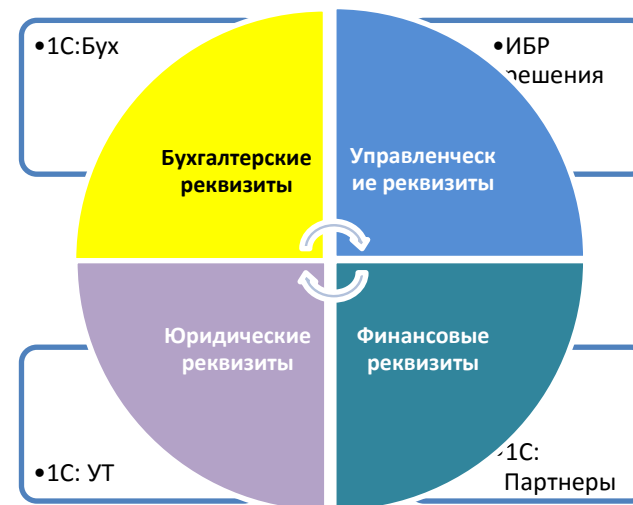 •1С:Бух
•ИБР
решения
Бухгалтерские
реквизиты
Управленческ
ие реквизиты
Юридические
реквизиты
Финансовые
реквизиты
•1С: УТ
•1С:
Партнеры